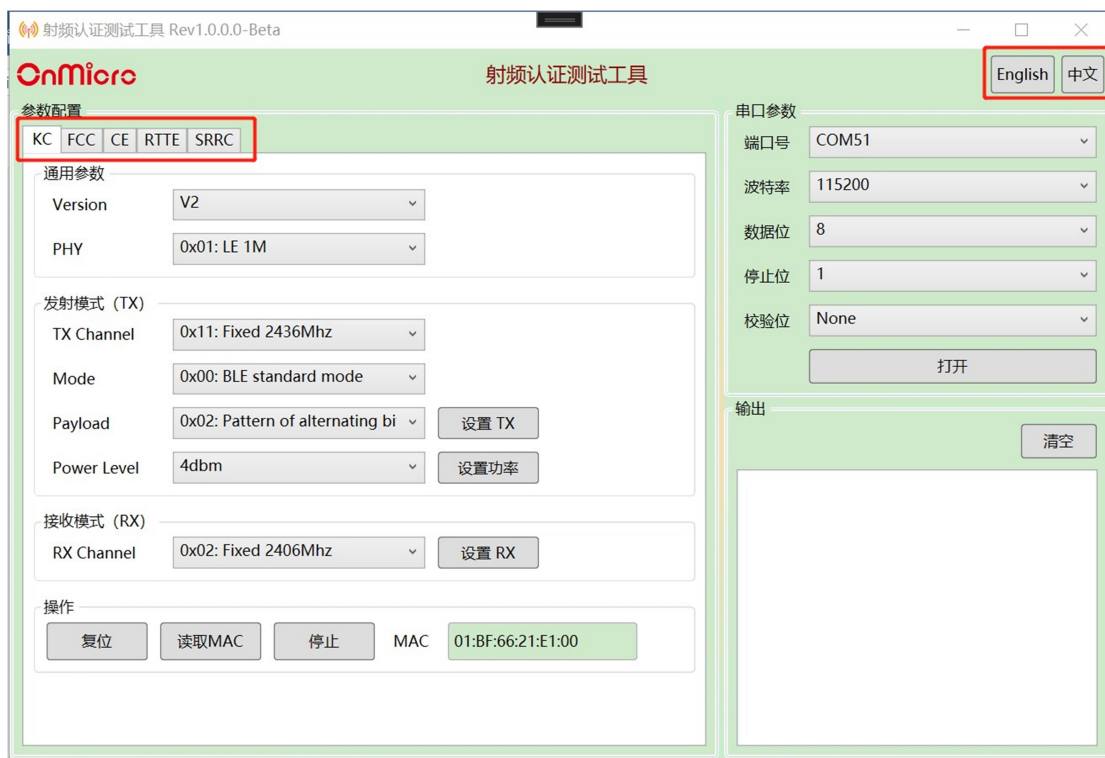 射频认证测试工具 Rev1.0.0.0-Beta
OnMicro
射频认证测试工具
English 中文
参数配置
KC FCC CE RTTE SRRC
通用参数
Version V2
PHY 0x01: LE 1M
发射模式（TX）
TX Channel 0x11: Fixed 2436Mhz
Mode 0x00: BLE standard mode
Payload 0x02: Pattern of alternating bi 设置 TX
Power Level 4dbm 设置功率
接收模式（RX）
RX Channel 0x02: Fixed 2406Mhz 设置 RX
操作
复位 读取MAC 停止 MAC 01:BF:66:21:E1:00
串口参数
端口号 COM51
波特率 115200
数据位 8
停止位 1
校验位 None
打开
输出
清空